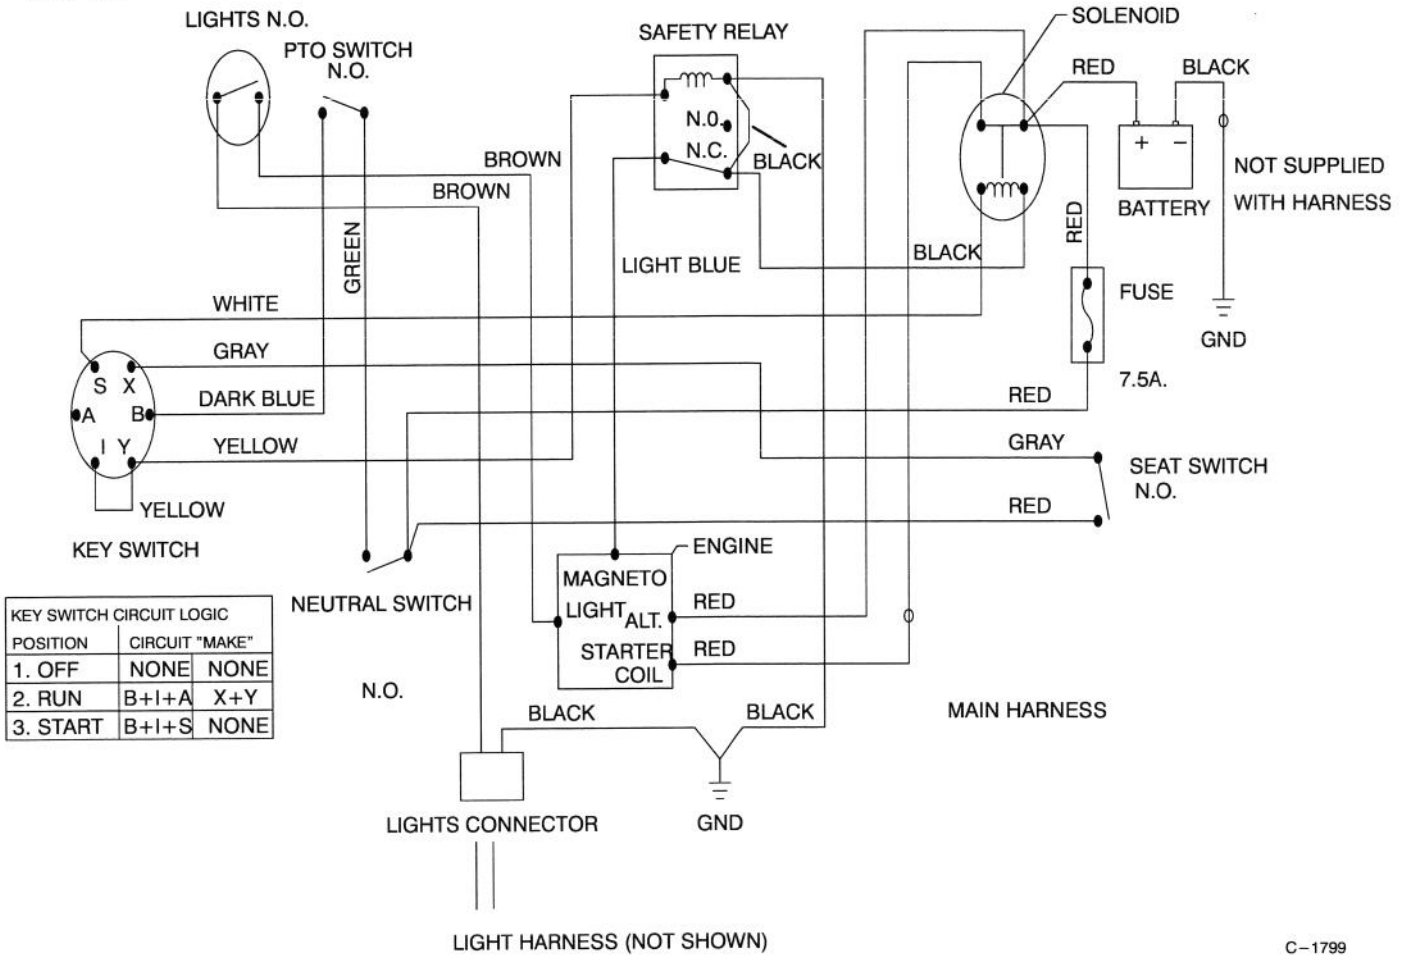 LIGHTS N.O.
PTO SWITCH
N.O.
SAFETY RELAY
SOLENOID
RED
BLACK
N.O.
N.C.
BLACK
BROWN
BROWN
+
−
NOT SUPPLIED
WITH HARNESS
BATTERY
RED
GREEN
LIGHT BLUE
BLACK
FUSE
WHITE
GND
GRAY
7.5A.
S X
A B
I Y
DARK BLUE
RED
YELLOW
GRAY
SEAT SWITCH
N.O.
YELLOW
RED
KEY SWITCH
ENGINE
MAGNETO
LIGHT
ALT.
RED
STARTER
COIL
RED
NEUTRAL SWITCH
N.O.
KEY SWITCH CIRCUIT LOGIC
POSITION CIRCUIT "MAKE"
1. OFF NONE NONE
2. RUN B+I+A X+Y
3. START B+I+S NONE
BLACK
BLACK
MAIN HARNESS
LIGHTS CONNECTOR
GND
LIGHT HARNESS (NOT SHOWN)
C−1799